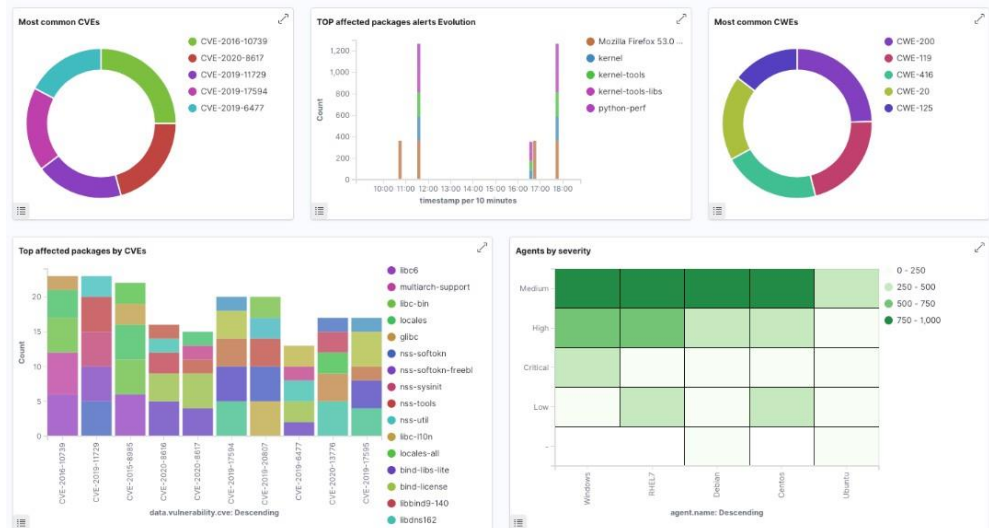 Most common CVEs
CVE-2016-10739
CVE-2020-8617
CVE-2019-11729
CVE-2019-17594
CVE-2019-6477
TOP affected packages alerts Evolution
Count
1,200
1,000
800
600
400
200
0
10:00 11:00 12:00 13:00 14:00 15:00 16:00 17:00 18:00
timestamp per 10 minutes
Mozilla Firefox 53.0 ...
kernel
kernel-tools
kernel-tools-libs
python-perf
Most common CWEs
CWE-200
CWE-119
CWE-416
CWE-20
CWE-125
Top affected packages by CVEs
Count
20
15
10
5
0
CVE-2016-10739
CVE-2019-11729
CVE-2015-8985
CVE-2020-8616
CVE-2020-8617
CVE-2019-17594
CVE-2019-20807
CVE-2019-6477
CVE-2020-13776
CVE-2019-17595
data.vulnerability.cve: Descending
libc6
multiarch-support
libc-bin
locales
glibc
nss-softokn
nss-softokn-freebl
nss-sysinit
nss-tools
nss-util
libc-l10n
locales-all
bind-libs-lite
bind-license
libbind9-140
libdns162
Agents by severity
Medium
High
Critical
Low
-
Windows
RHEL7
Debian
Centos
Ubuntu
agent.name: Descending
0 - 250
250 - 500
500 - 750
750 - 1,000